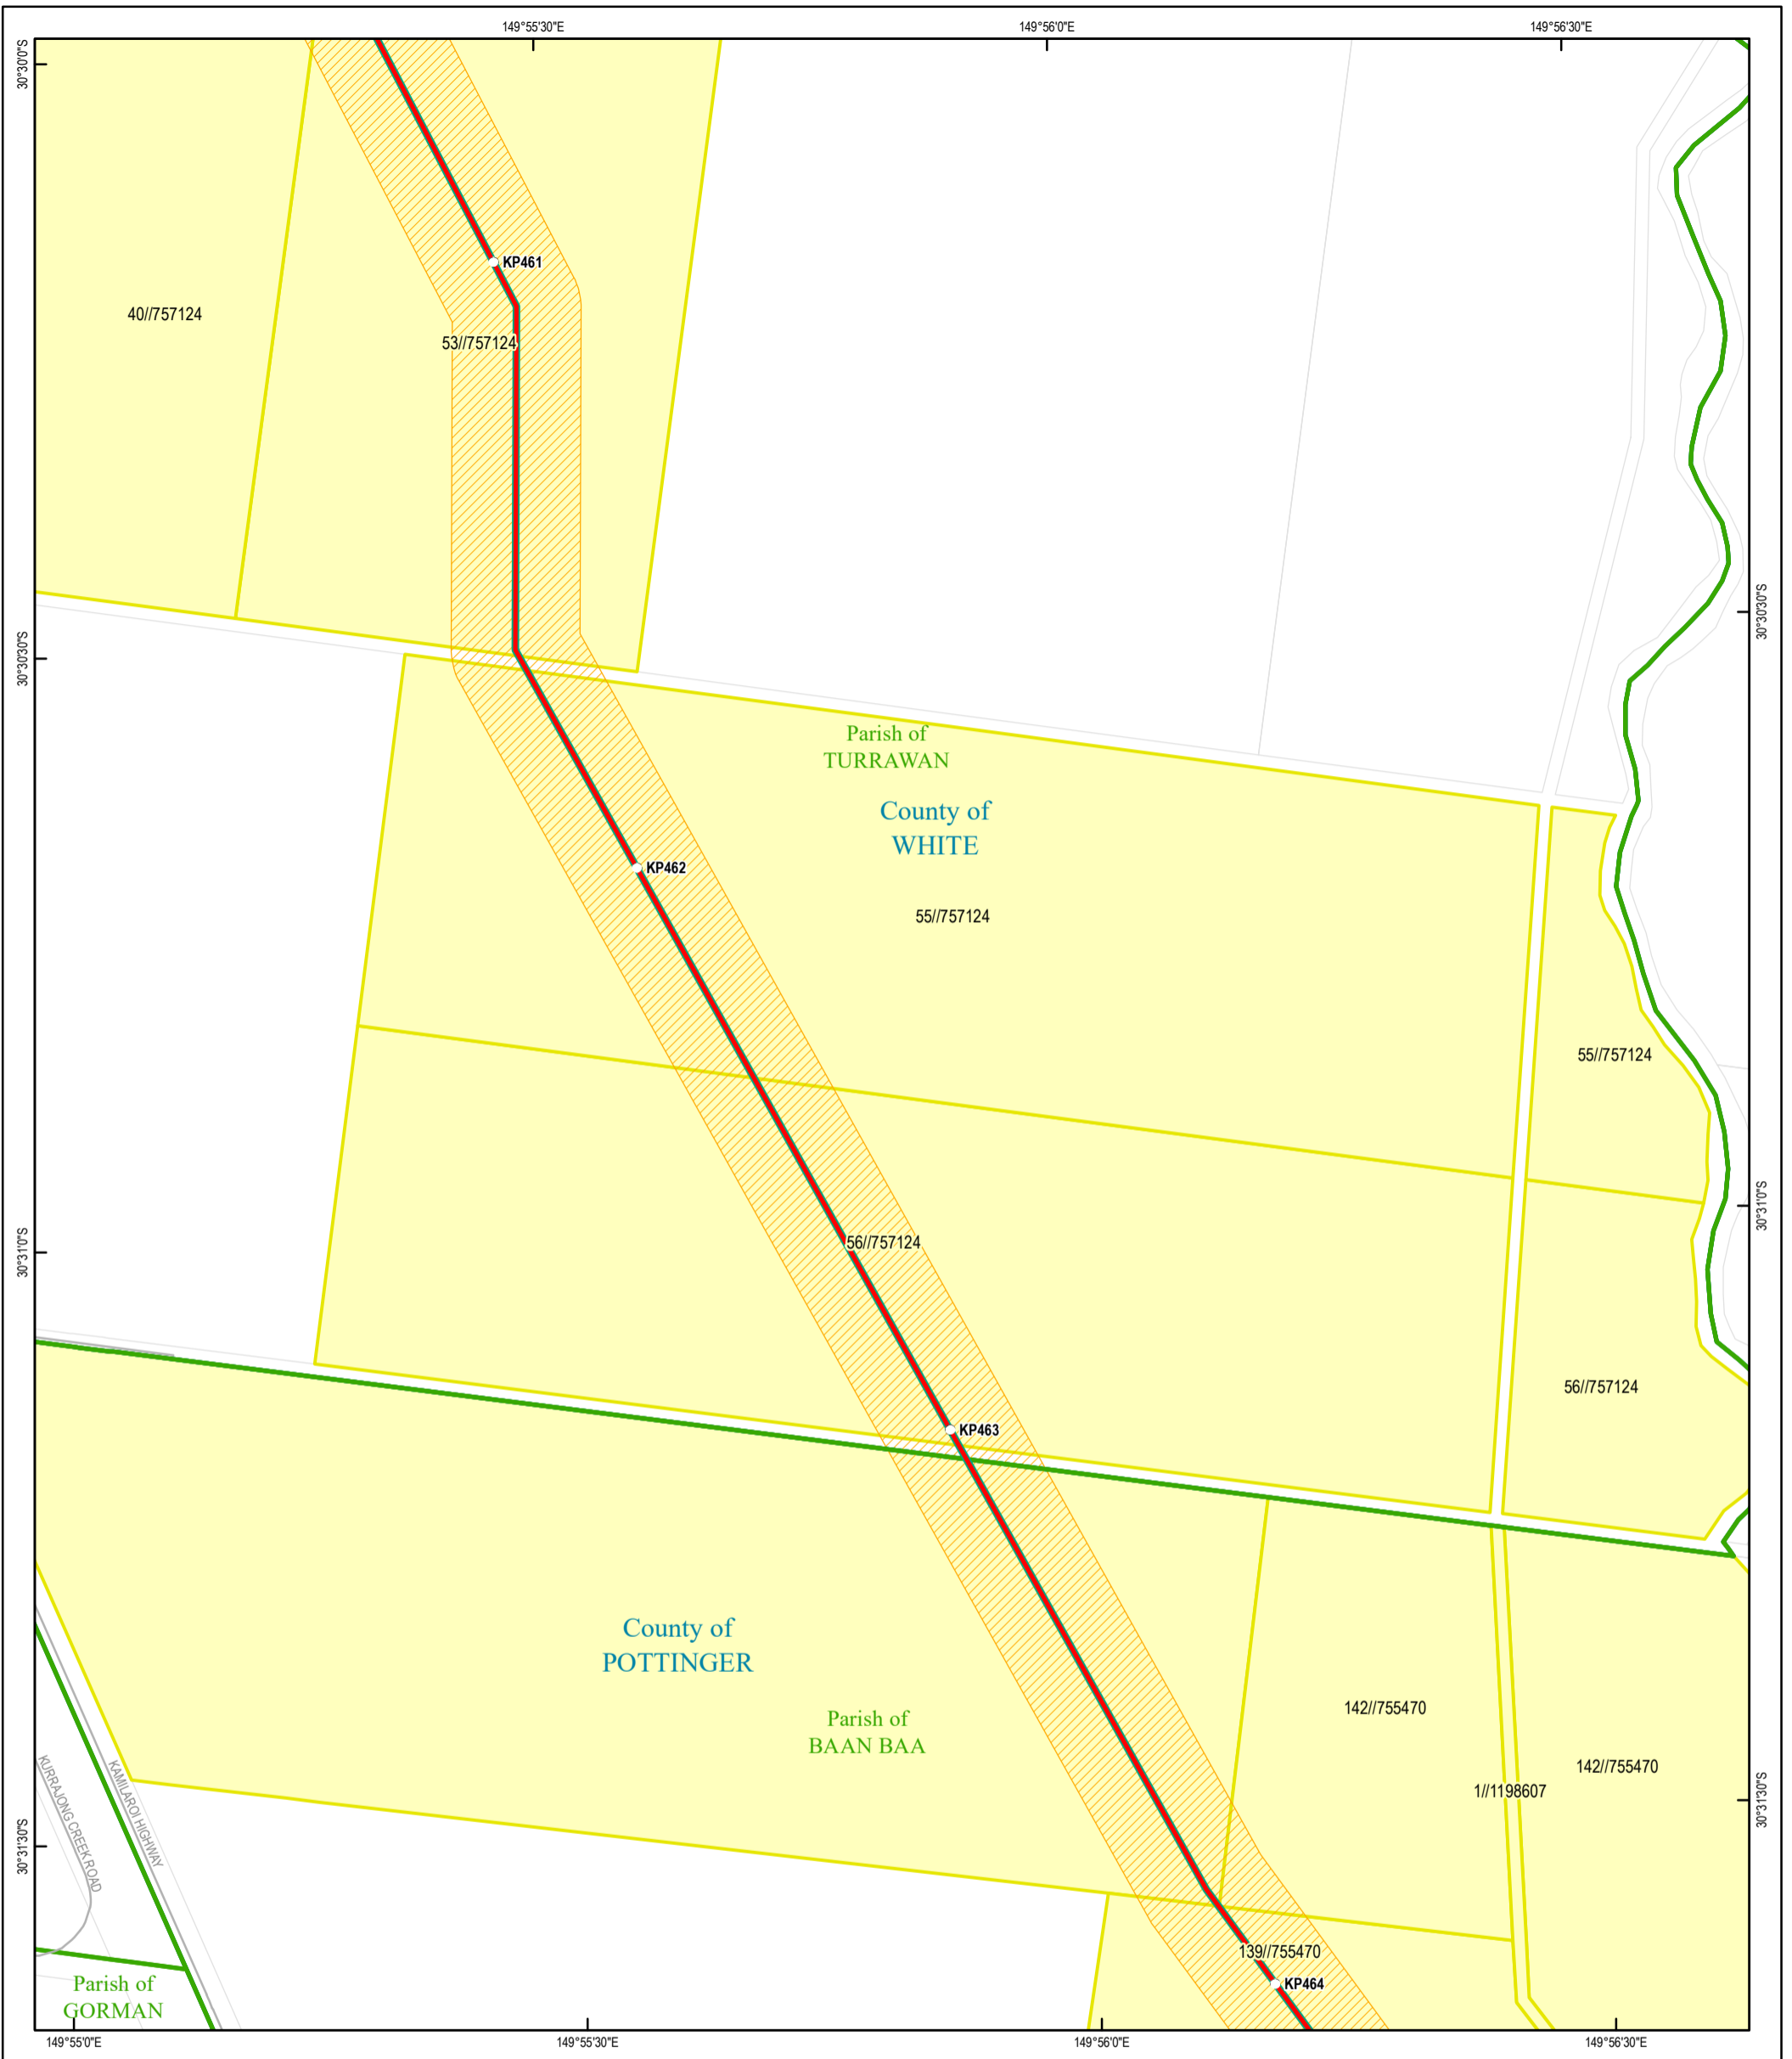 149°55'30"E
149°56'0"E
149°56'30"E
30°30'0"S
KP461
40//757124
53//757124
30°30'30"S
30°30'30"S
Parish of
TURRAWAN
County of
WHITE
KP462
55//757124
55//757124
30°31'0"S
30°31'0"S
56//757124
56//757124
KP463
County of
POTTINGER
Parish of
BAAN BAA
142//755470
142//755470
1//1198607
30°31'30"S
30°31'30"S
KURRAJONG CREEK ROAD
KAMILAROI HIGHWAY
139//755470
KP464
Parish of
GORMAN
149°55'0"E
149°55'30"E
149°56'0"E
149°56'30"E